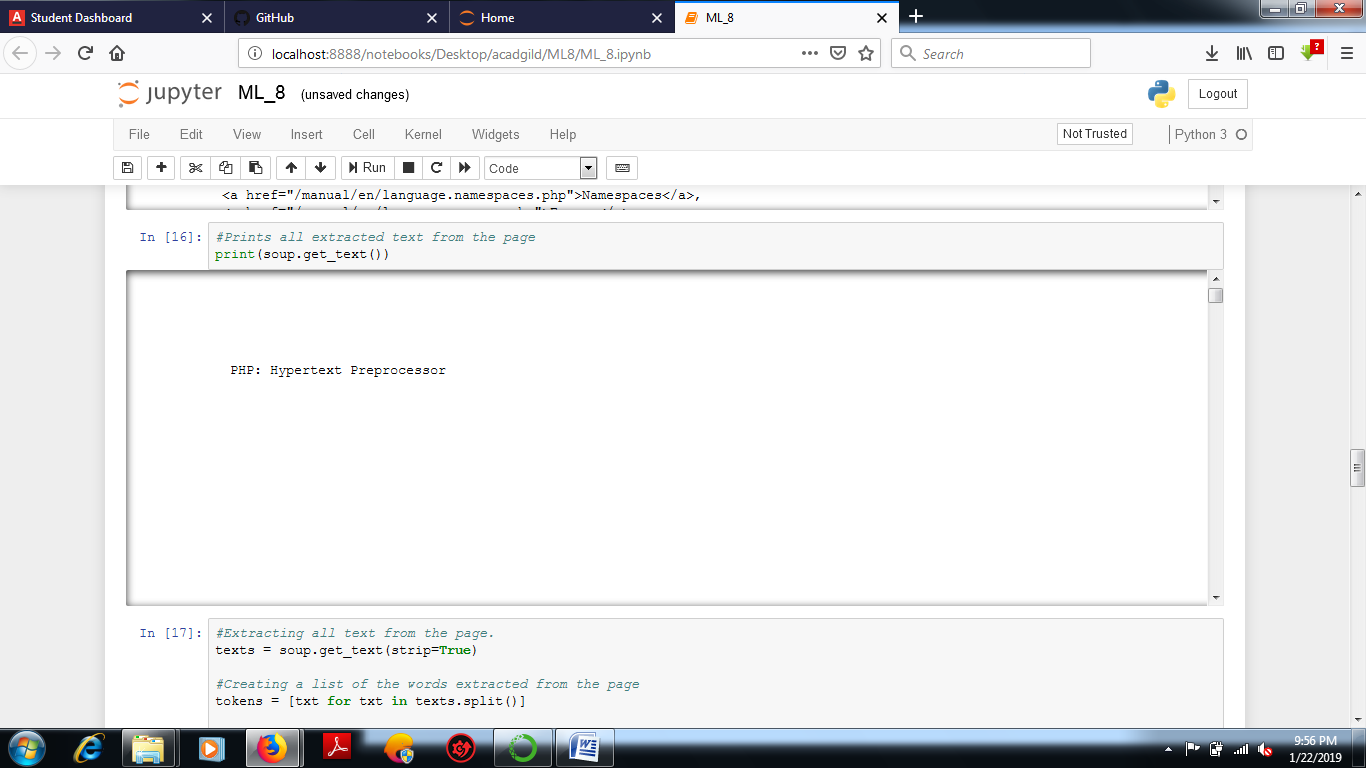 Student Dashboard
GitHub
Home
ML_8
localhost:8888/notebooks/Desktop/acadgild/ML8/ML_8.ipynb
Search
jupyter ML_8 (unsaved changes)
Logout
File Edit View Insert Cell Kernel Widgets Help
Not Trusted
Python 3
Run
Code
<a href="/manual/en/language.namespaces.php">Namespaces</a>,
In [16]:
#Prints all extracted text from the page
print(soup.get_text())
PHP: Hypertext Preprocessor
In [17]:
#Extracting all text from the page.
texts = soup.get_text(strip=True)
#Creating a list of the words extracted from the page
tokens = [txt for txt in texts.split()]
9:56 PM
1/22/2019